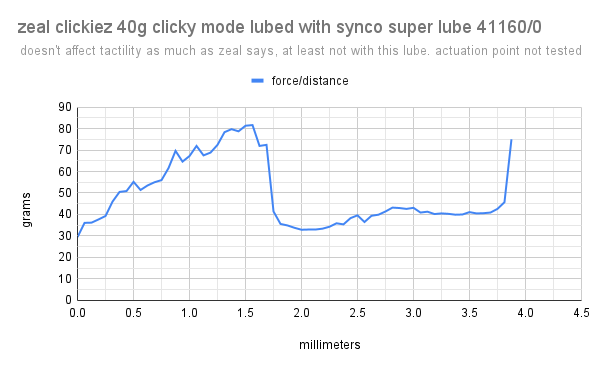 zeal clickiez 40g clicky mode lubed with synco super lube 41160/0
doesn't affect tactility as much as zeal says, at least not with this lube. actuation point not tested
force/distance
90
80
70
60
50
40
30
20
10
0
grams
0.0 0.5 1.0 1.5 2.0 2.5 3.0 3.5 4.0 4.5
millimeters